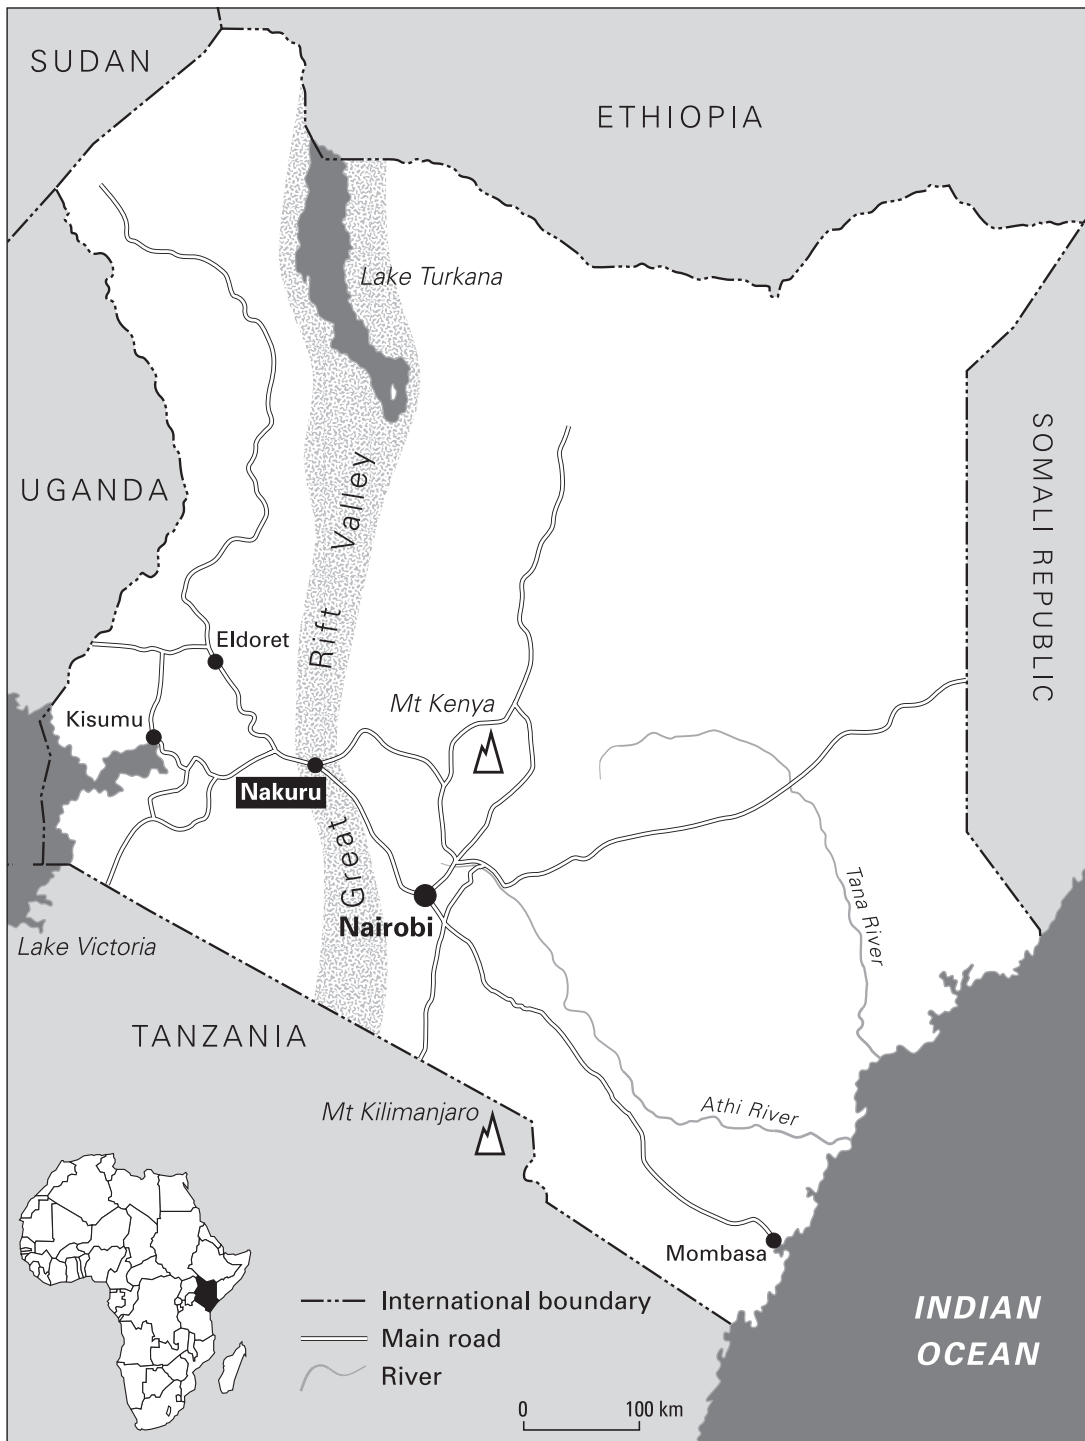 SUDAN
ETHIOPIA
Lake Turkana
SOMALI REPUBLIC
UGANDA
Great Rift Valley
Eldoret
Mt Kenya
Kisumu
Nakuru
Tana River
Nairobi
Lake Victoria
TANZANIA
Mt Kilimanjaro
Athi River
Mombasa
International boundary
Main road
River
0 100 km
INDIAN
OCEAN